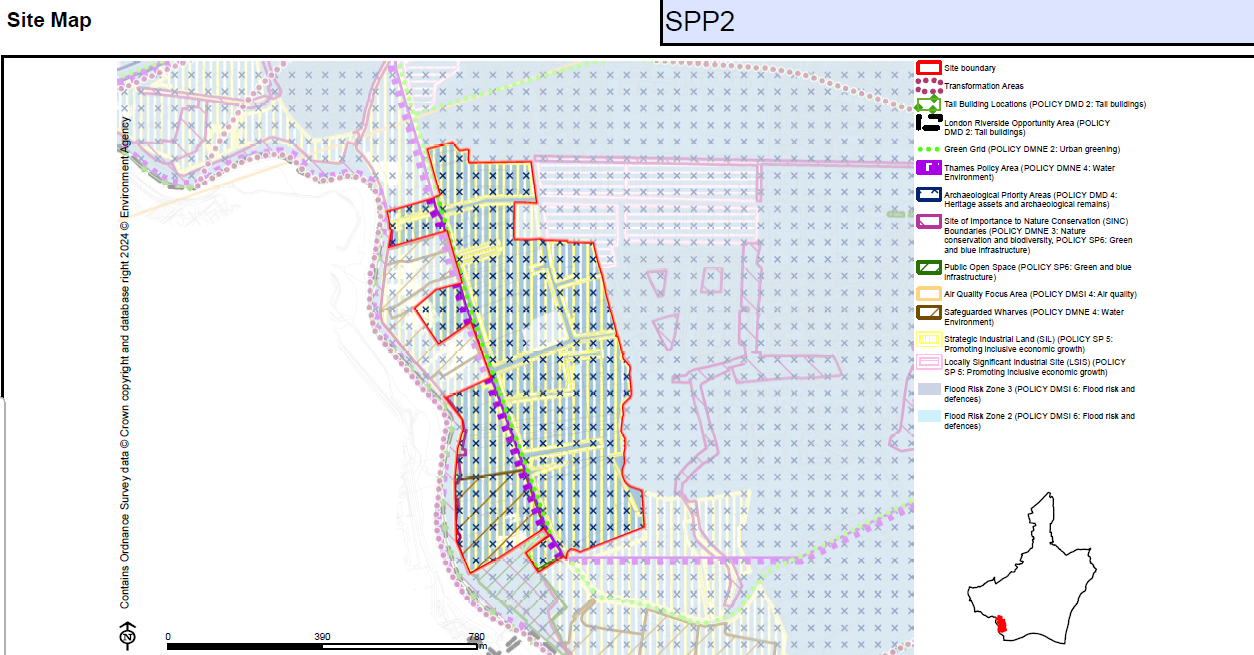 Site Map
SPP2
Contains Ordnance Survey data © Crown copyright and database right 2024 © Environment Agency
N
0 390 780
m
Site boundary
Transformation Areas
Tall Building Locations (POLICY DMD 2: Tall buildings)
London Riverside Opportunity Area (POLICY
DMD 2: Tall buildings)
Green Grid (POLICY DMNE 2: Urban greening)
Thames Policy Area (POLICY DMNE 4: Water
Environment)
Archaeological Priority Areas (POLICY DMD 4:
Heritage assets and archaeological remains)
Site of Importance to Nature Conservation (SINC)
Boundaries (POLICY DMNE 3: Nature
conservation and biodiversity, POLICY SP6: Green
and blue infrastructure)
Public Open Space (POLICY SP6: Green and blue
infrastructure)
Air Quality Focus Area (POLICY DMSI 4: Air quality)
Safeguarded Wharves (POLICY DMNE 4: Water
Environment)
Strategic Industrial Land (SIL) (POLICY SP 5:
Promoting inclusive economic growth)
Locally Significant Industrial Site (LSIS) (POLICY
SP 5: Promoting inclusive economic growth)
Flood Risk Zone 3 (POLICY DMSI 6: Flood risk and
defences)
Flood Risk Zone 2 (POLICY DMSI 6: Flood risk and
defences)